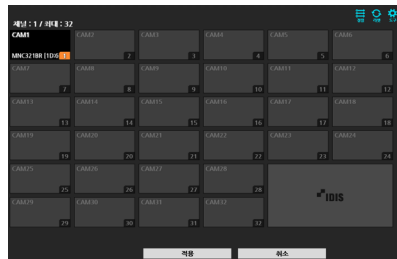 채널 : 1 / 최대 : 32
CAM1 CAM2 CAM3 CAM4 CAM5 CAM6
MNC321BR [1D:6] 1 2 3 4 5 6
CAM7 CAM8 CAM9 CAM10 CAM11 CAM12
7 8 9 10 11 12
CAM13 CAM14 CAM15 CAM16 CAM17 CAM18
13 14 15 16 17 18
CAM19 CAM20 CAM21 CAM22 CAM23 CAM24
19 20 21 22 23 24
CAM25 CAM26 CAM27 CAM28
25 26 27 28
IDIS
CAM29 CAM30 CAM31 CAM32
29 30 31 32
적용 취소